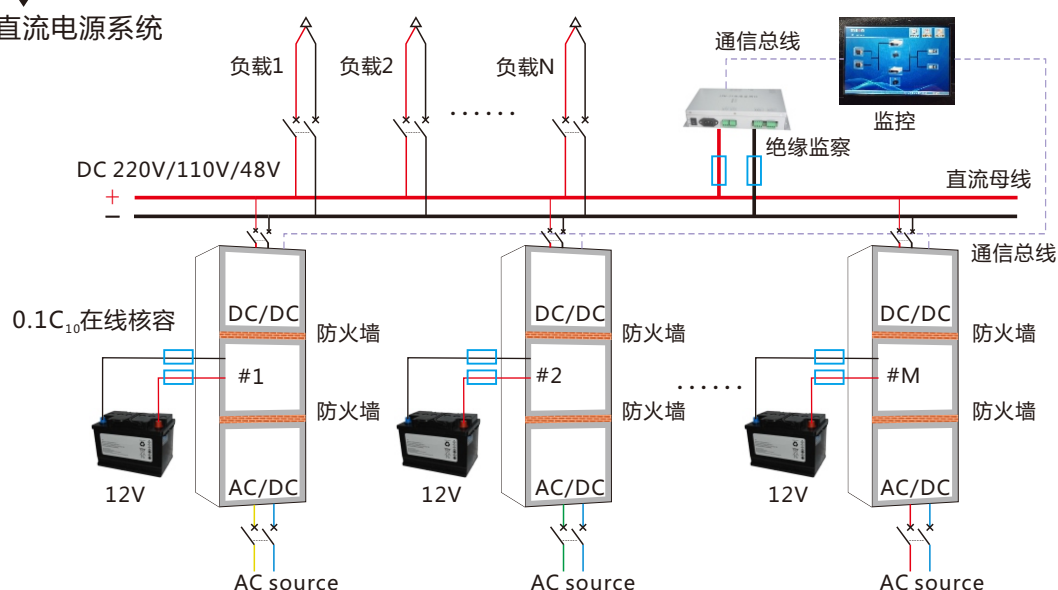 直流电源系统
负载1
负载2
负载N
······
通信总线
监控
绝缘监察
DC 220V/110V/48V
直流母线
+
−
通信总线
DC/DC
DC/DC
DC/DC
0.1C₁₀在线核容
防火墙
防火墙
防火墙
#1
#2
······
#M
防火墙
防火墙
防火墙
12V
AC/DC
12V
AC/DC
12V
AC/DC
AC source
AC source
AC source